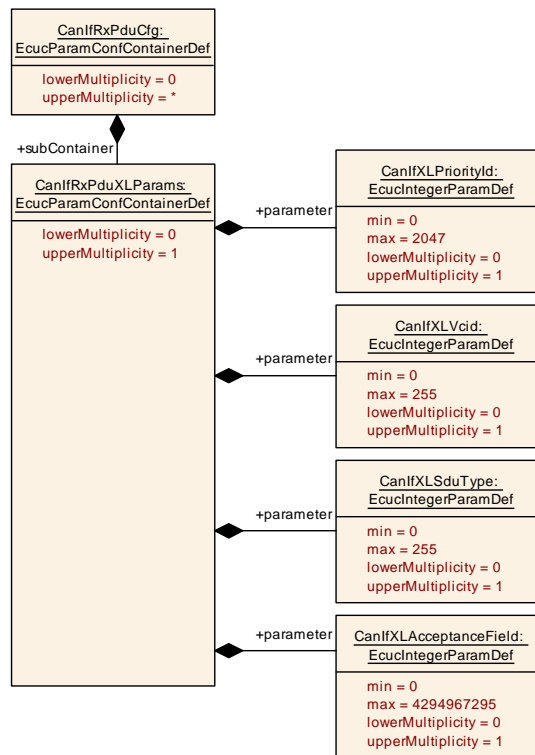 CanIfRxPduCfg:
EcucParamConfContainerDef
lowerMultiplicity = 0
upperMultiplicity = *
+subContainer
CanIfRxPduXLParams:
EcucParamConfContainerDef
lowerMultiplicity = 0
upperMultiplicity = 1
+parameter
CanIfXLPriorityId:
EcucIntegerParamDef
min = 0
max = 2047
lowerMultiplicity = 0
upperMultiplicity = 1
+parameter
CanIfXLVcid:
EcucIntegerParamDef
min = 0
max = 255
lowerMultiplicity = 0
upperMultiplicity = 1
+parameter
CanIfXLSduType:
EcucIntegerParamDef
min = 0
max = 255
lowerMultiplicity = 0
upperMultiplicity = 1
+parameter
CanIfXLAcceptanceField:
EcucIntegerParamDef
min = 0
max = 4294967295
lowerMultiplicity = 0
upperMultiplicity = 1